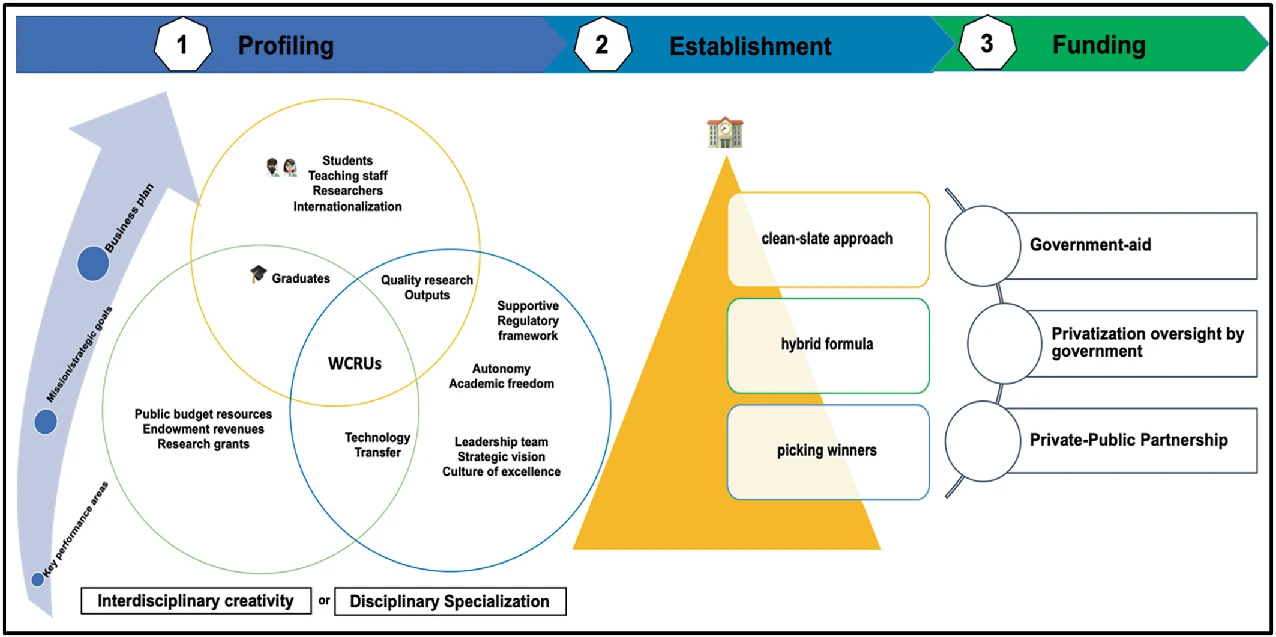 1 Profiling
2 Establishment
3 Funding
Business plan
Mission/strategic goals
Key performance areas
Students
Teaching staff
Researchers
Internationalization
Graduates
Quality research
Outputs
Supportive
Regulatory
framework
WCRUs
Autonomy
Academic freedom
Public budget resources
Endowment revenues
Research grants
Technology
Transfer
Leadership team
Strategic vision
Culture of excellence
Interdisciplinary creativity or Disciplinary Specialization
clean-slate approach
hybrid formula
picking winners
Government-aid
Privatization oversight by
government
Private-Public Partnership